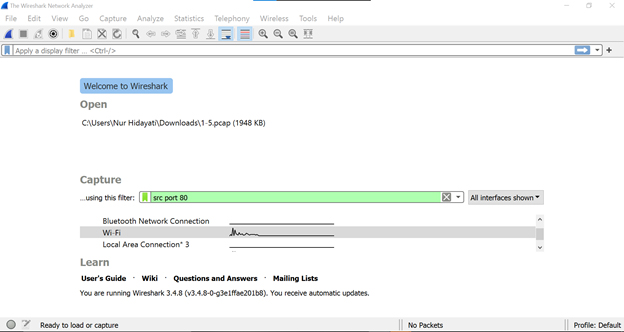 The Wireshark Network Analyzer
File Edit View Go Capture Analyze Statistics Telephony Wireless Tools Help
Apply a display filter ... <Ctrl-/>
Welcome to Wireshark
Open
C:\Users\Nur Hidayati\Downloads\1-5.pcap (1948 KB)
Capture
...using this filter: src port 80 All interfaces shown
Bluetooth Network Connection
Wi-Fi
Local Area Connection* 3
Learn
User's Guide · Wiki · Questions and Answers · Mailing Lists
You are running Wireshark 3.4.8 (v3.4.8-0-g3e1ffae201b8). You receive automatic updates.
Ready to load or capture No Packets Profile: Default